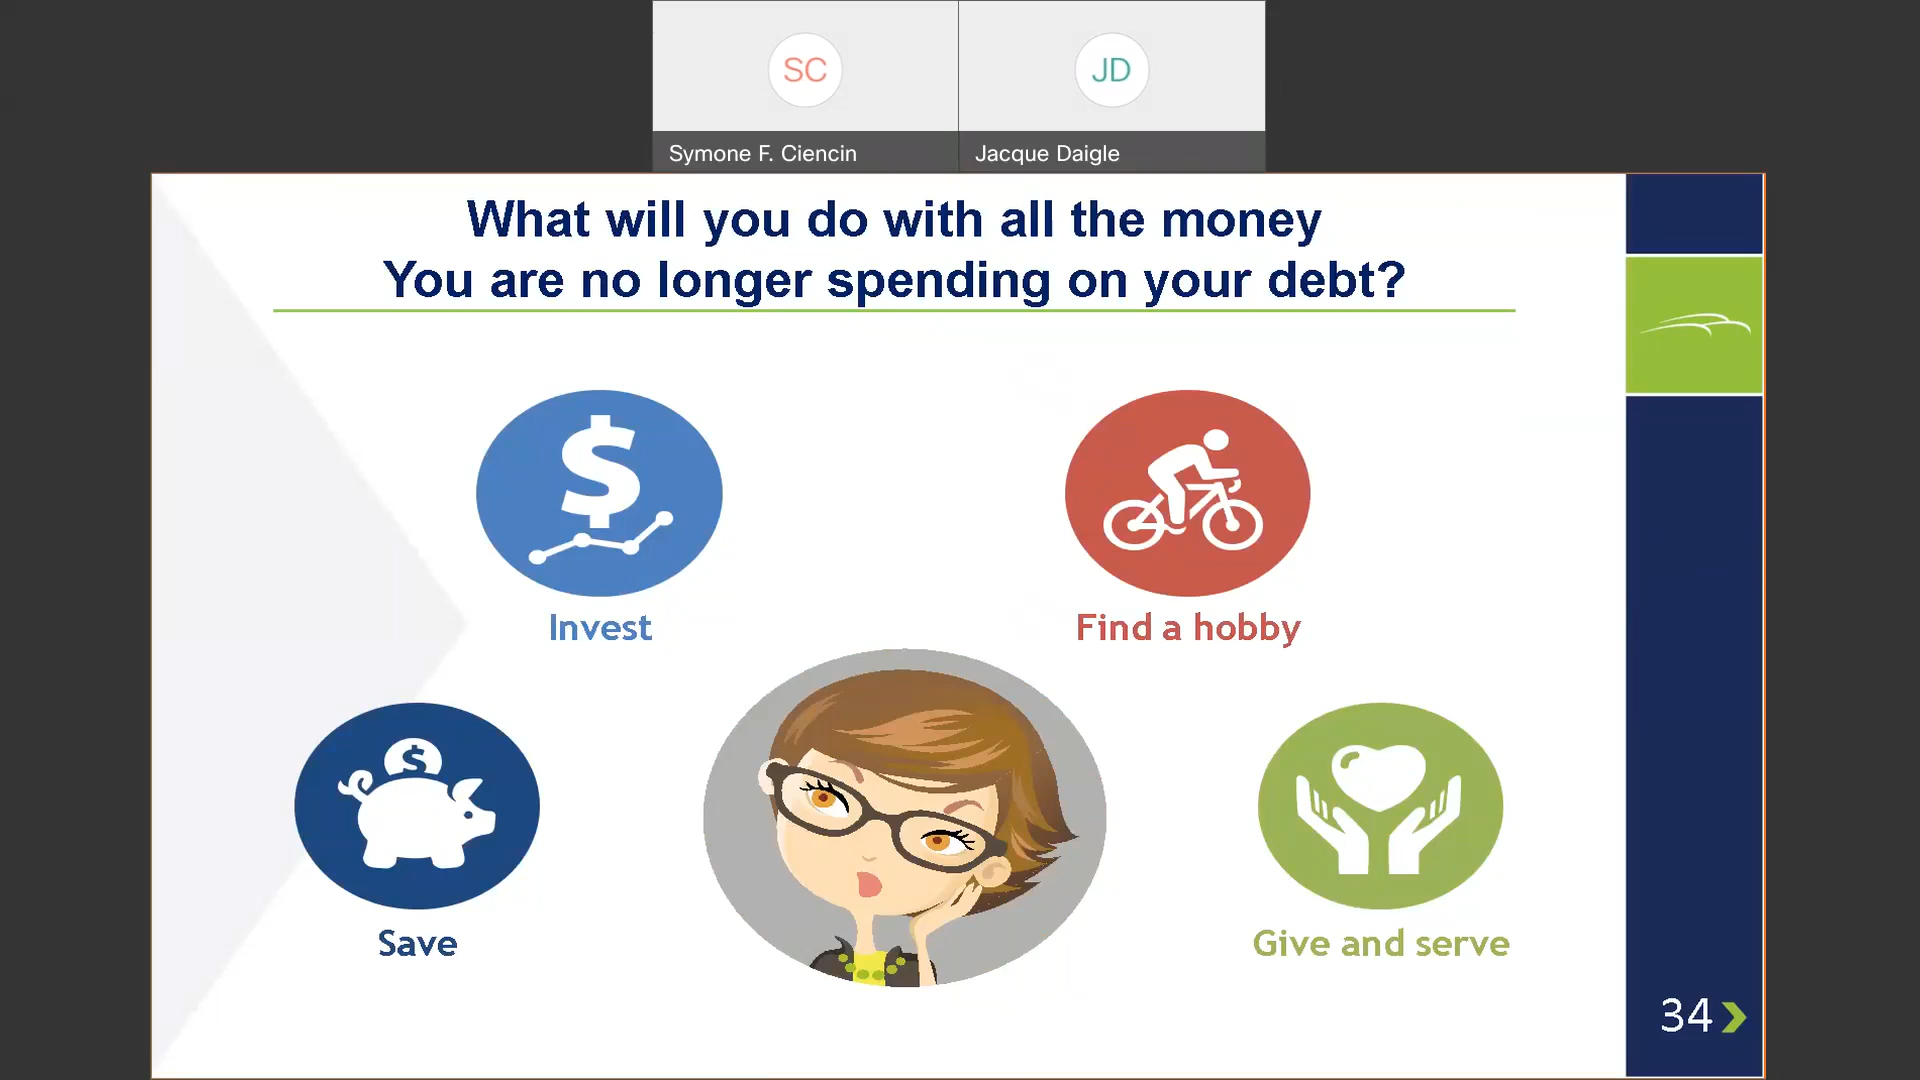 SC
JD
Symone F. Ciencin
Jacque Daigle
What will you do with all the money
You are no longer spending on your debt?
$
Invest
Find a hobby
$
Save
Give and serve
34